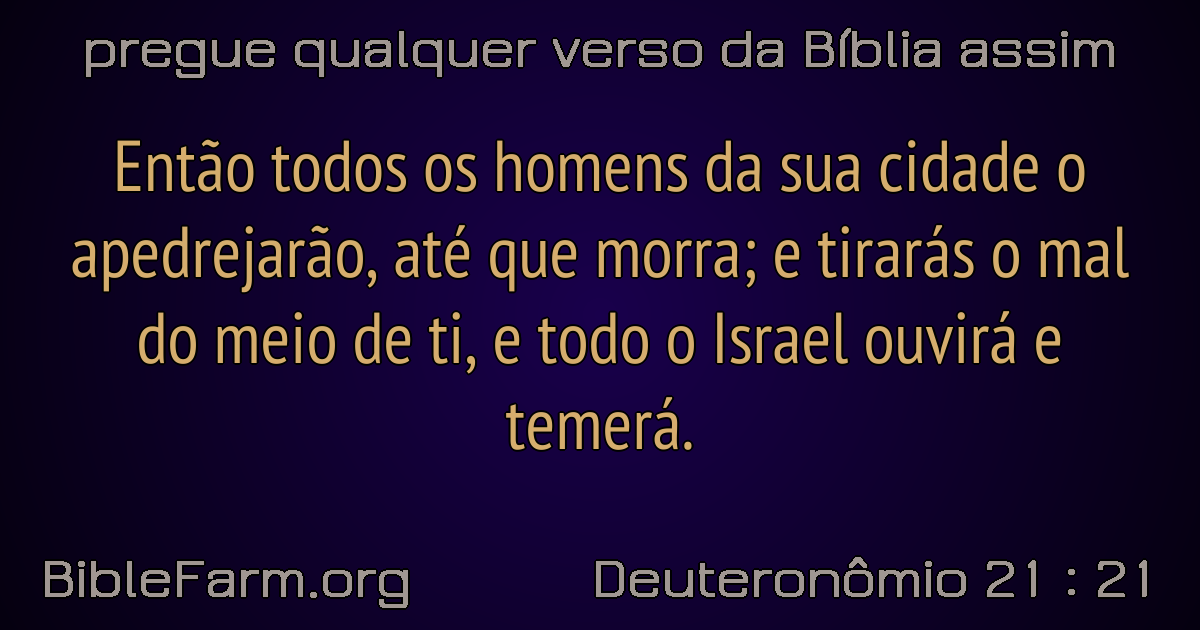 pregue qualquer verso da Bíblia assim
Então todos os homens da sua cidade o
apedrejarão, até que morra; e tirarás o mal
do meio de ti, e todo o Israel ouvirá e
temerá.
BibleFarm.org
Deuteronômio 21 : 21